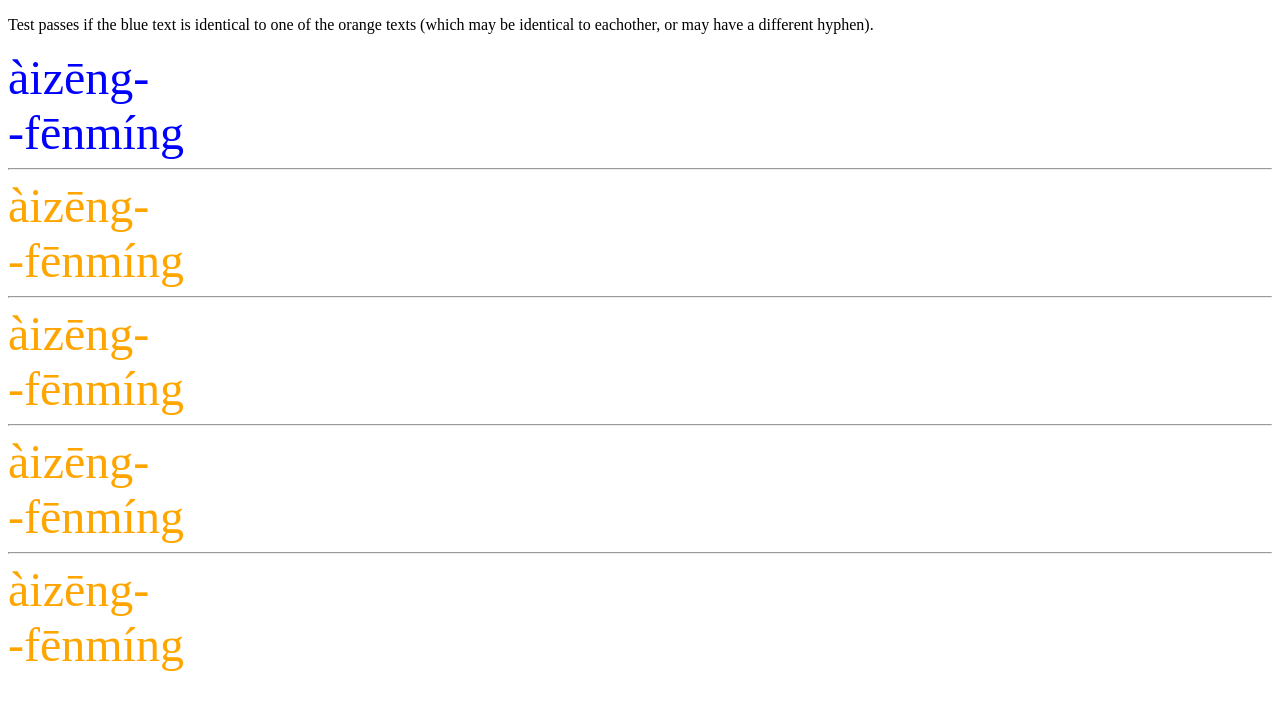 Test passes if the blue text is identical to one of the orange texts (which may be identical to eachother, or may have a different hyphen).
àizēng-
-fēnmíng
àizēng-
-fēnmíng
àizēng-
-fēnmíng
àizēng-
-fēnmíng
àizēng-
-fēnmíng